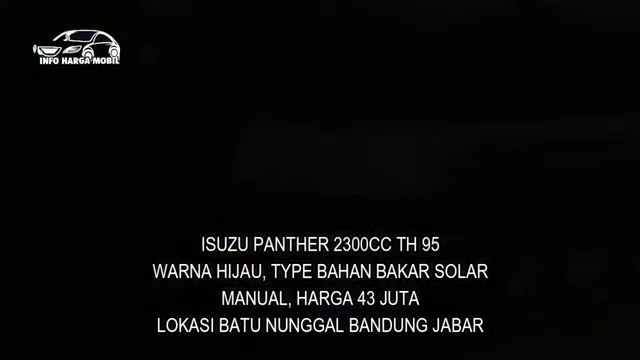 INFO HARGA MOBIL
ISUZU PANTHER 2300CC TH 95
WARNA HIJAU, TYPE BAHAN BAKAR SOLAR
MANUAL, HARGA 43 JUTA
LOKASI BATU NUNGGAL BANDUNG JABAR